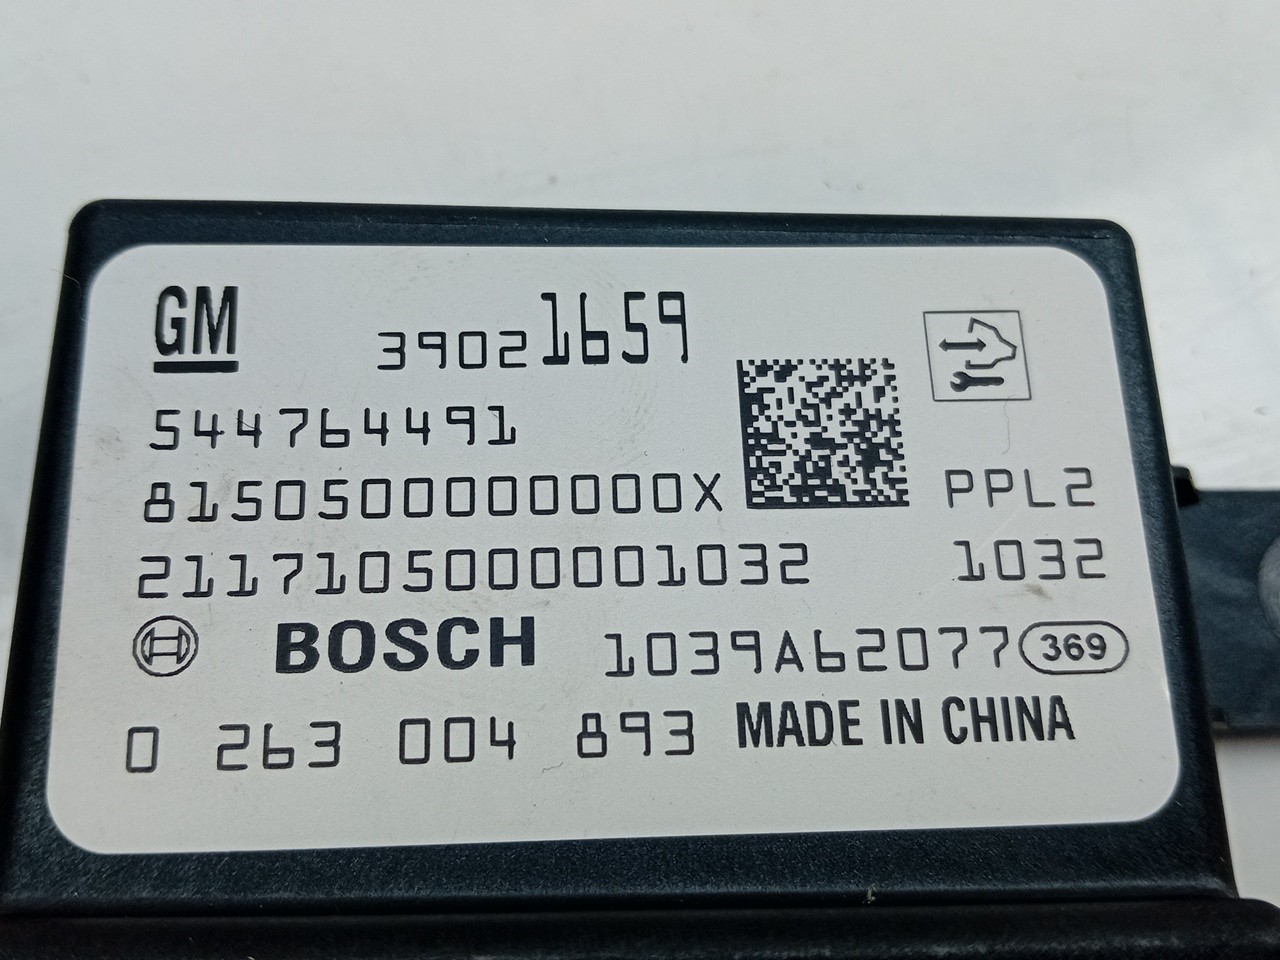 GM 39021659
544764491
8150500000000X PPL2
2117105000001032 1032
BOSCH 1039A62077 369
0 263 004 893 MADE IN CHINA